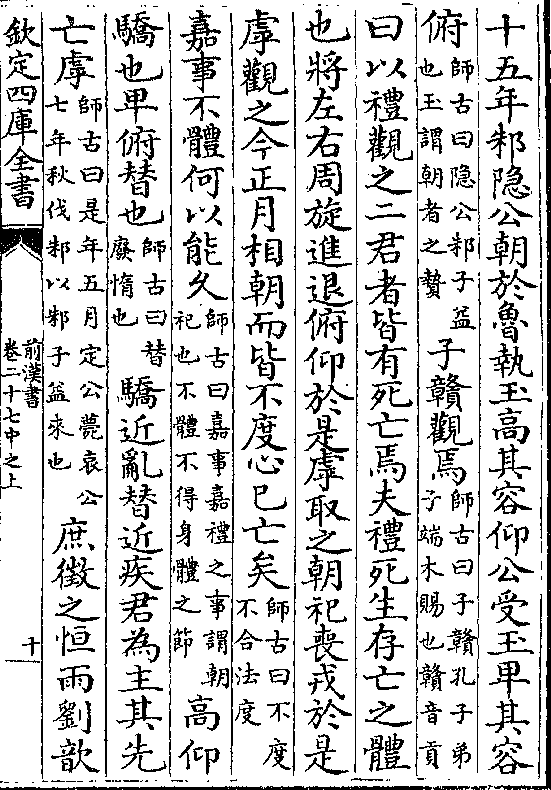 十五年邾隐公朝於魯執玉高其容仰公受玉卑其容
俯師古曰隐公邾子益也玉謂朝者之贄子贛觀焉師古曰子贛孔子弟子端木賜也贛音貢
曰以禮觀之二君者皆有死亡焉夫禮死生存亡之體
也將左右周旋進退俯仰於是虖取之朝祀喪戎於是
虖觀之今正月相朝而皆不度心已亡矣師古曰不度不合法度
嘉事不體何以能久師古曰嘉事嘉禮之事謂朝祀也不體不得身體之節高仰
驕也卑俯替也師古曰替廢惰也驕近亂替近疾君為主其先
亡虖師古曰是年五月定公薨哀公七年秋伐邾以邾子益來也庶徵之恒雨劉歆
欽定四庫全書
前漢書
卷二十七中之上
十